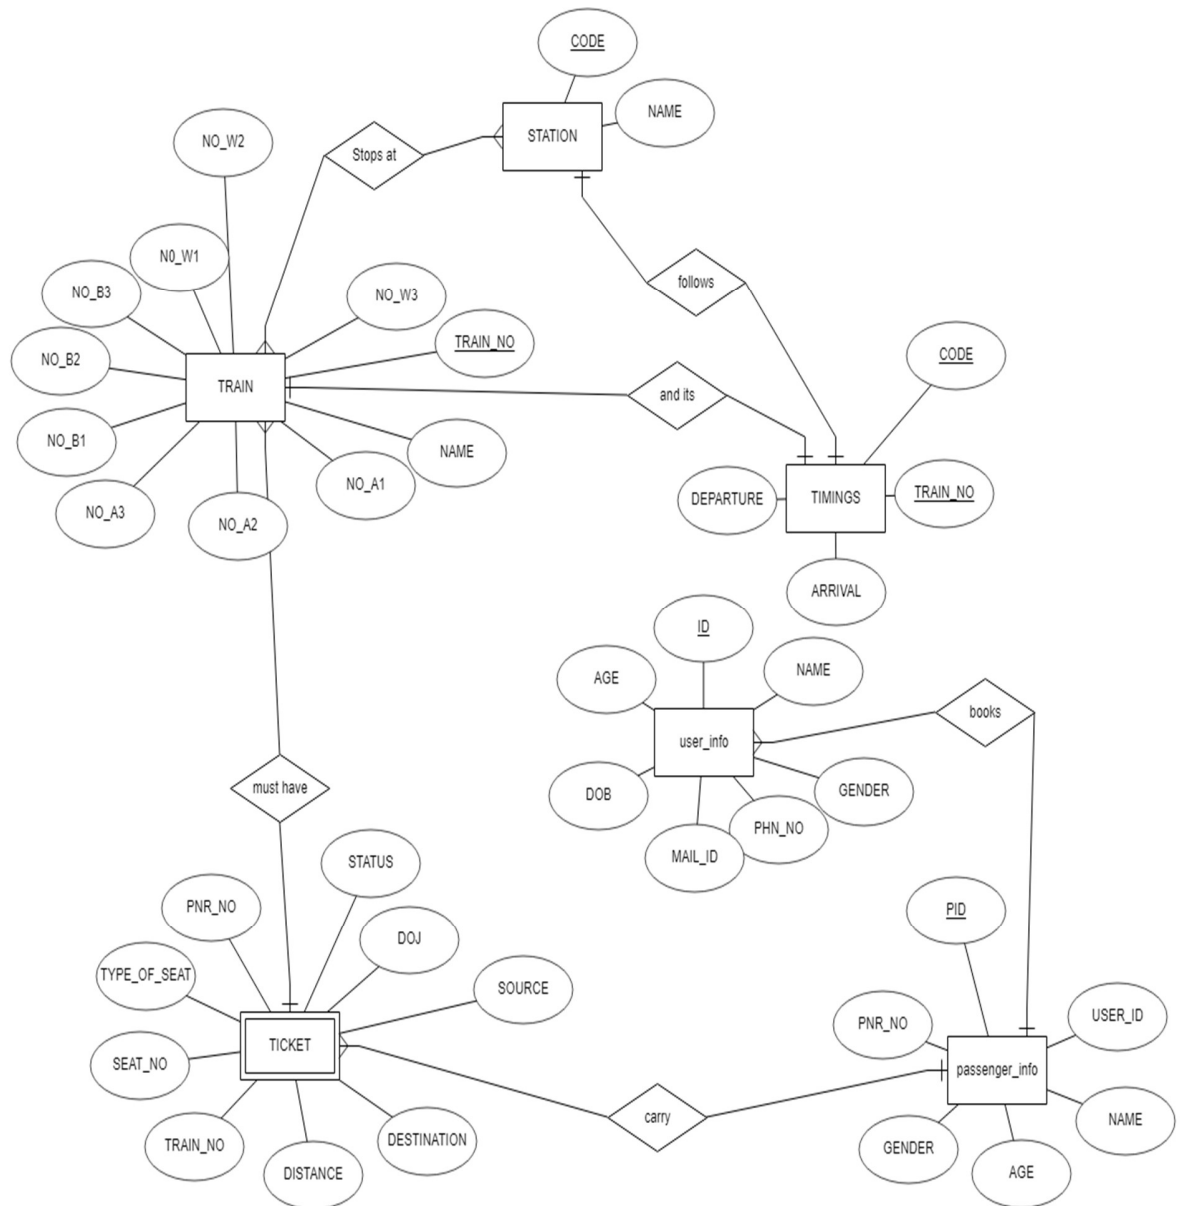 CODE
NAME
STATION
Stops at
NO_W2
N0_W1
NO_B3
NO_W3
follows
TRAIN_NO
NO_B2
TRAIN
and its
CODE
NO_B1
NAME
NO_A1
NO_A3
NO_A2
DEPARTURE
TIMINGS
TRAIN_NO
ARRIVAL
ID
AGE
NAME
user_info
books
DOB
GENDER
PHN_NO
MAIL_ID
must have
STATUS
PNR_NO
DOJ
TYPE_OF_SEAT
SOURCE
TICKET
SEAT_NO
TRAIN_NO
DISTANCE
DESTINATION
carry
PID
PNR_NO
USER_ID
passenger_info
GENDER
AGE
NAME